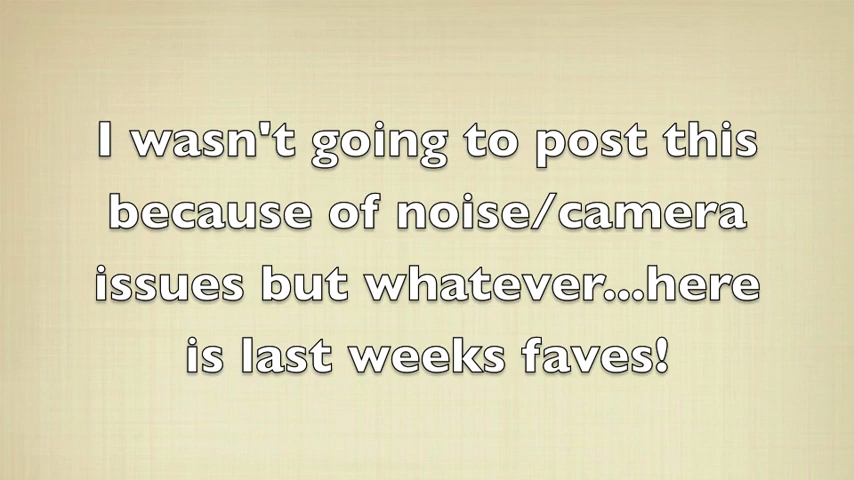 I wasn't going to post this
because of noise/camera
issues but whatever...here
is last weeks faves!